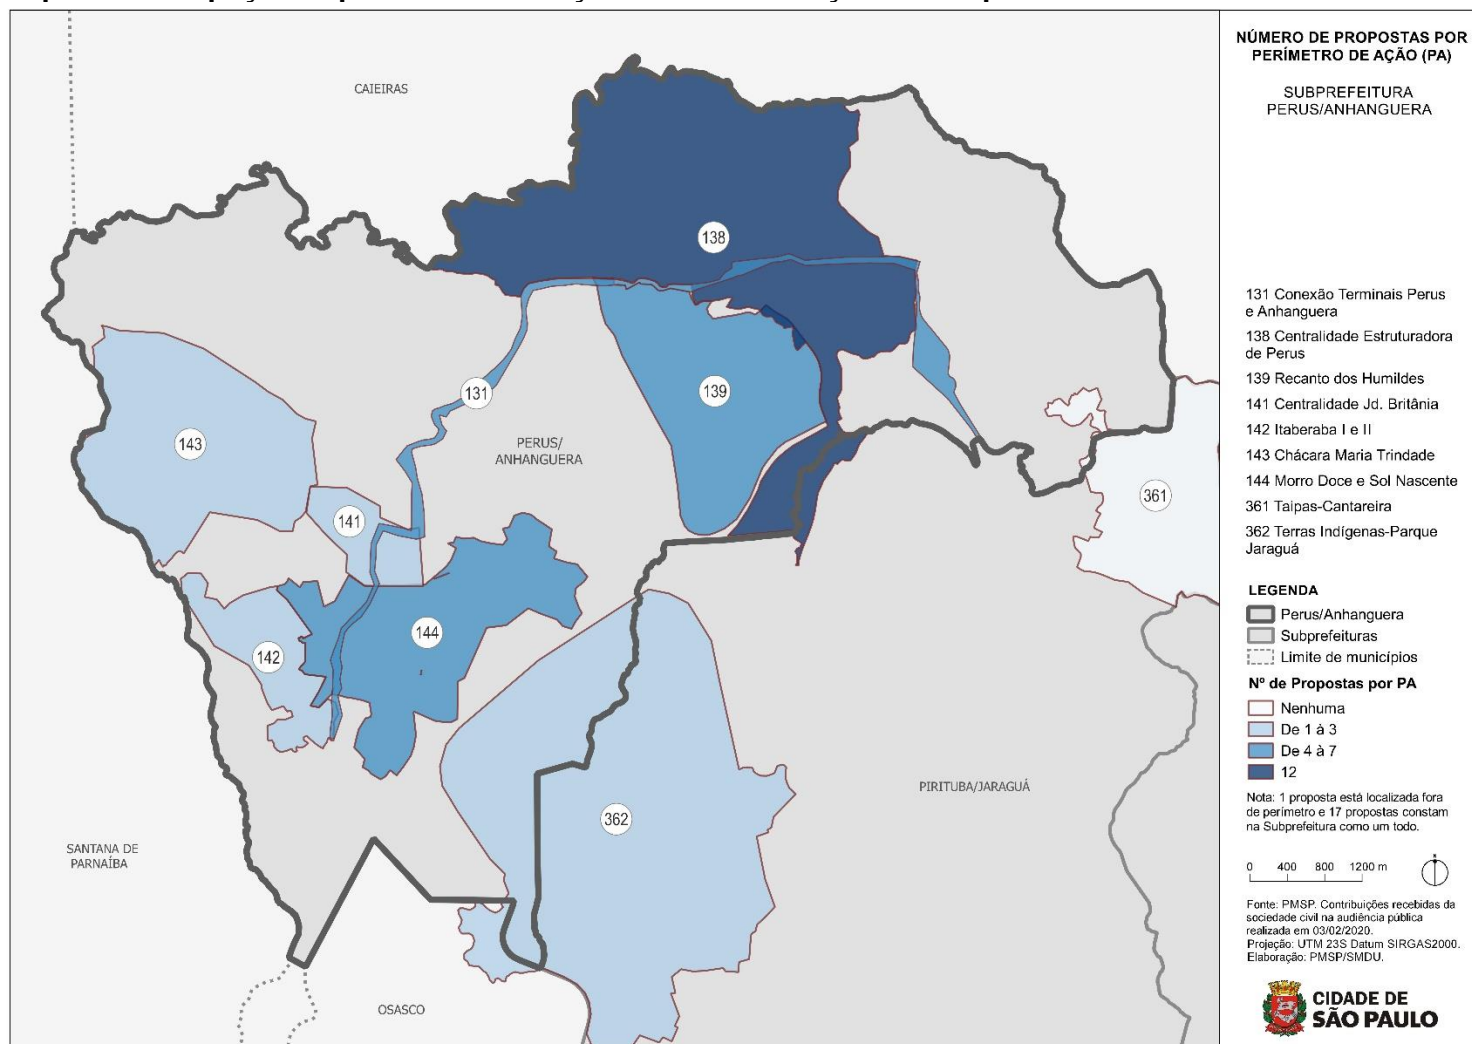 CAIEIRAS
138
131
139
143
PERUS/
ANHANGUERA
141
361
144
142
362
PIRITUBA/JARAGUÁ
SANTANA DE
PARNAÍBA
OSASCO
NÚMERO DE PROPOSTAS POR
PERÍMETRO DE AÇÃO (PA)
SUBPREFEITURA
PERUS/ANHANGUERA
131 Conexão Terminais Perus
e Anhanguera
138 Centralidade Estruturadora
de Perus
139 Recanto dos Humildes
141 Centralidade Jd. Britânia
142 Itaberaba I e II
143 Chácara Maria Trindade
144 Morro Doce e Sol Nascente
361 Taipas-Cantareira
362 Terras Indígenas-Parque
Jaraguá
LEGENDA
Perus/Anhanguera
Subprefeituras
Limite de municípios
Nº de Propostas por PA
Nenhuma
De 1 à 3
De 4 à 7
12
Nota: 1 proposta está localizada fora
de perímetro e 17 propostas constam
na Subprefeitura como um todo.
0 400 800 1200 m
Fonte: PMSP. Contribuições recebidas da
sociedade civil na audiência pública
realizada em 03/02/2020.
Projeção: UTM 23S Datum SIRGAS2000.
Elaboração: PMSP/SMDU.
CIDADE DE
SÃO PAULO